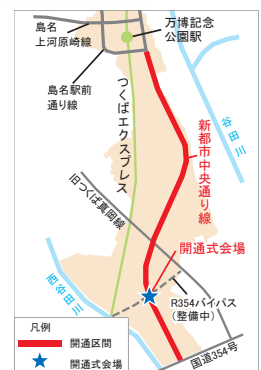 島名
上河原崎線
万博記念
公園駅
島名駅前
通り線
つくばエクスプレス
谷田川
新都市中央通り線
旧つくば真岡線
開通式会場
西谷田川
R354バイパス
(整備中)
国道354号
凡例
開通区間
開通式会場